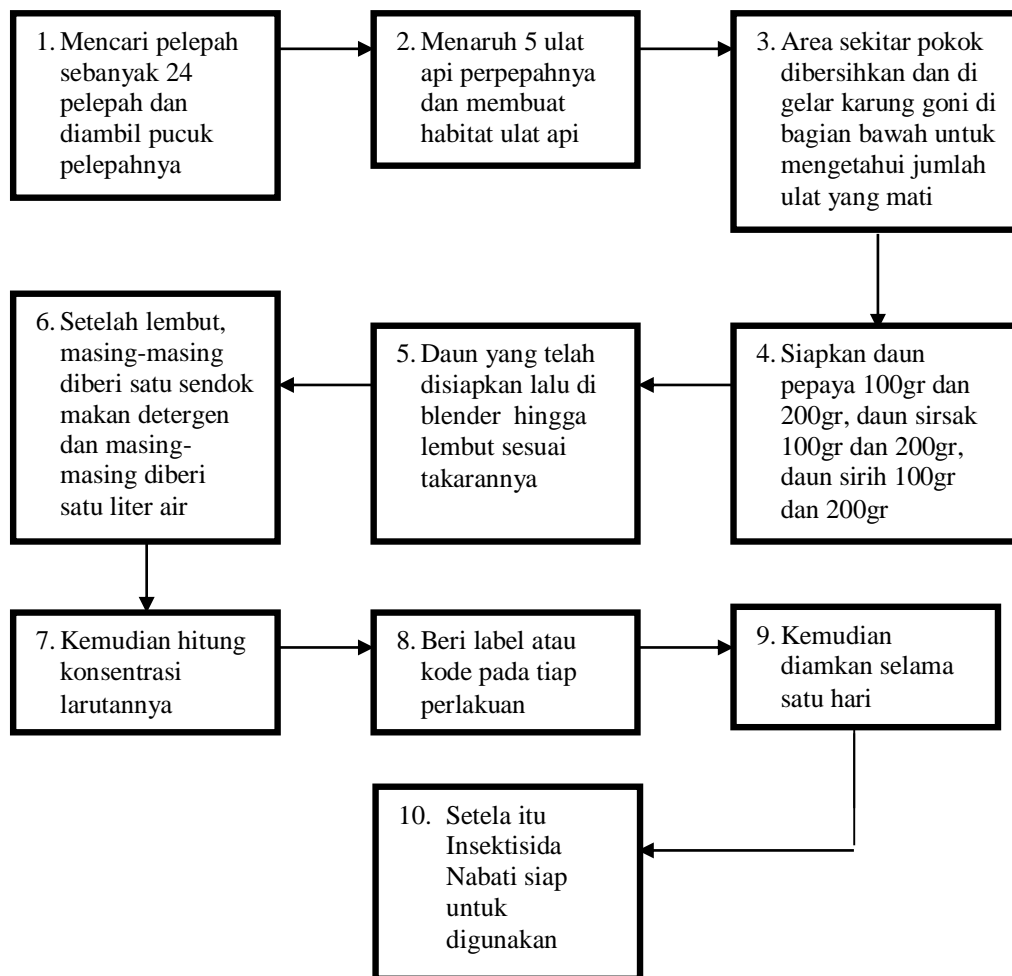 1. Mencari pelepah
sebanyak 24
pelepah dan
diambil pucuk
pelepahnya
2. Menaruh 5 ulat
api perpepahnya
dan membuat
habitat ulat api
3. Area sekitar pokok
dibersihkan dan di
gelar karung goni di
bagian bawah untuk
mengetahui jumlah
ulat yang mati
4. Siapkan daun
pepaya 100gr dan
200gr, daun sirsak
100gr dan 200gr,
daun sirih 100gr
dan 200gr
5. Daun yang telah
disiapkan lalu di
blender hingga
lembut sesuai
takarannya
6. Setelah lembut,
masing-masing
diberi satu sendok
makan detergen
dan masing-
masing diberi
satu liter air
7. Kemudian hitung
konsentrasi
larutannya
8. Beri label atau
kode pada tiap
perlakuan
9. Kemudian
diamkan selama
satu hari
10. Setela itu
Insektisida
Nabati siap
untuk
digunakan